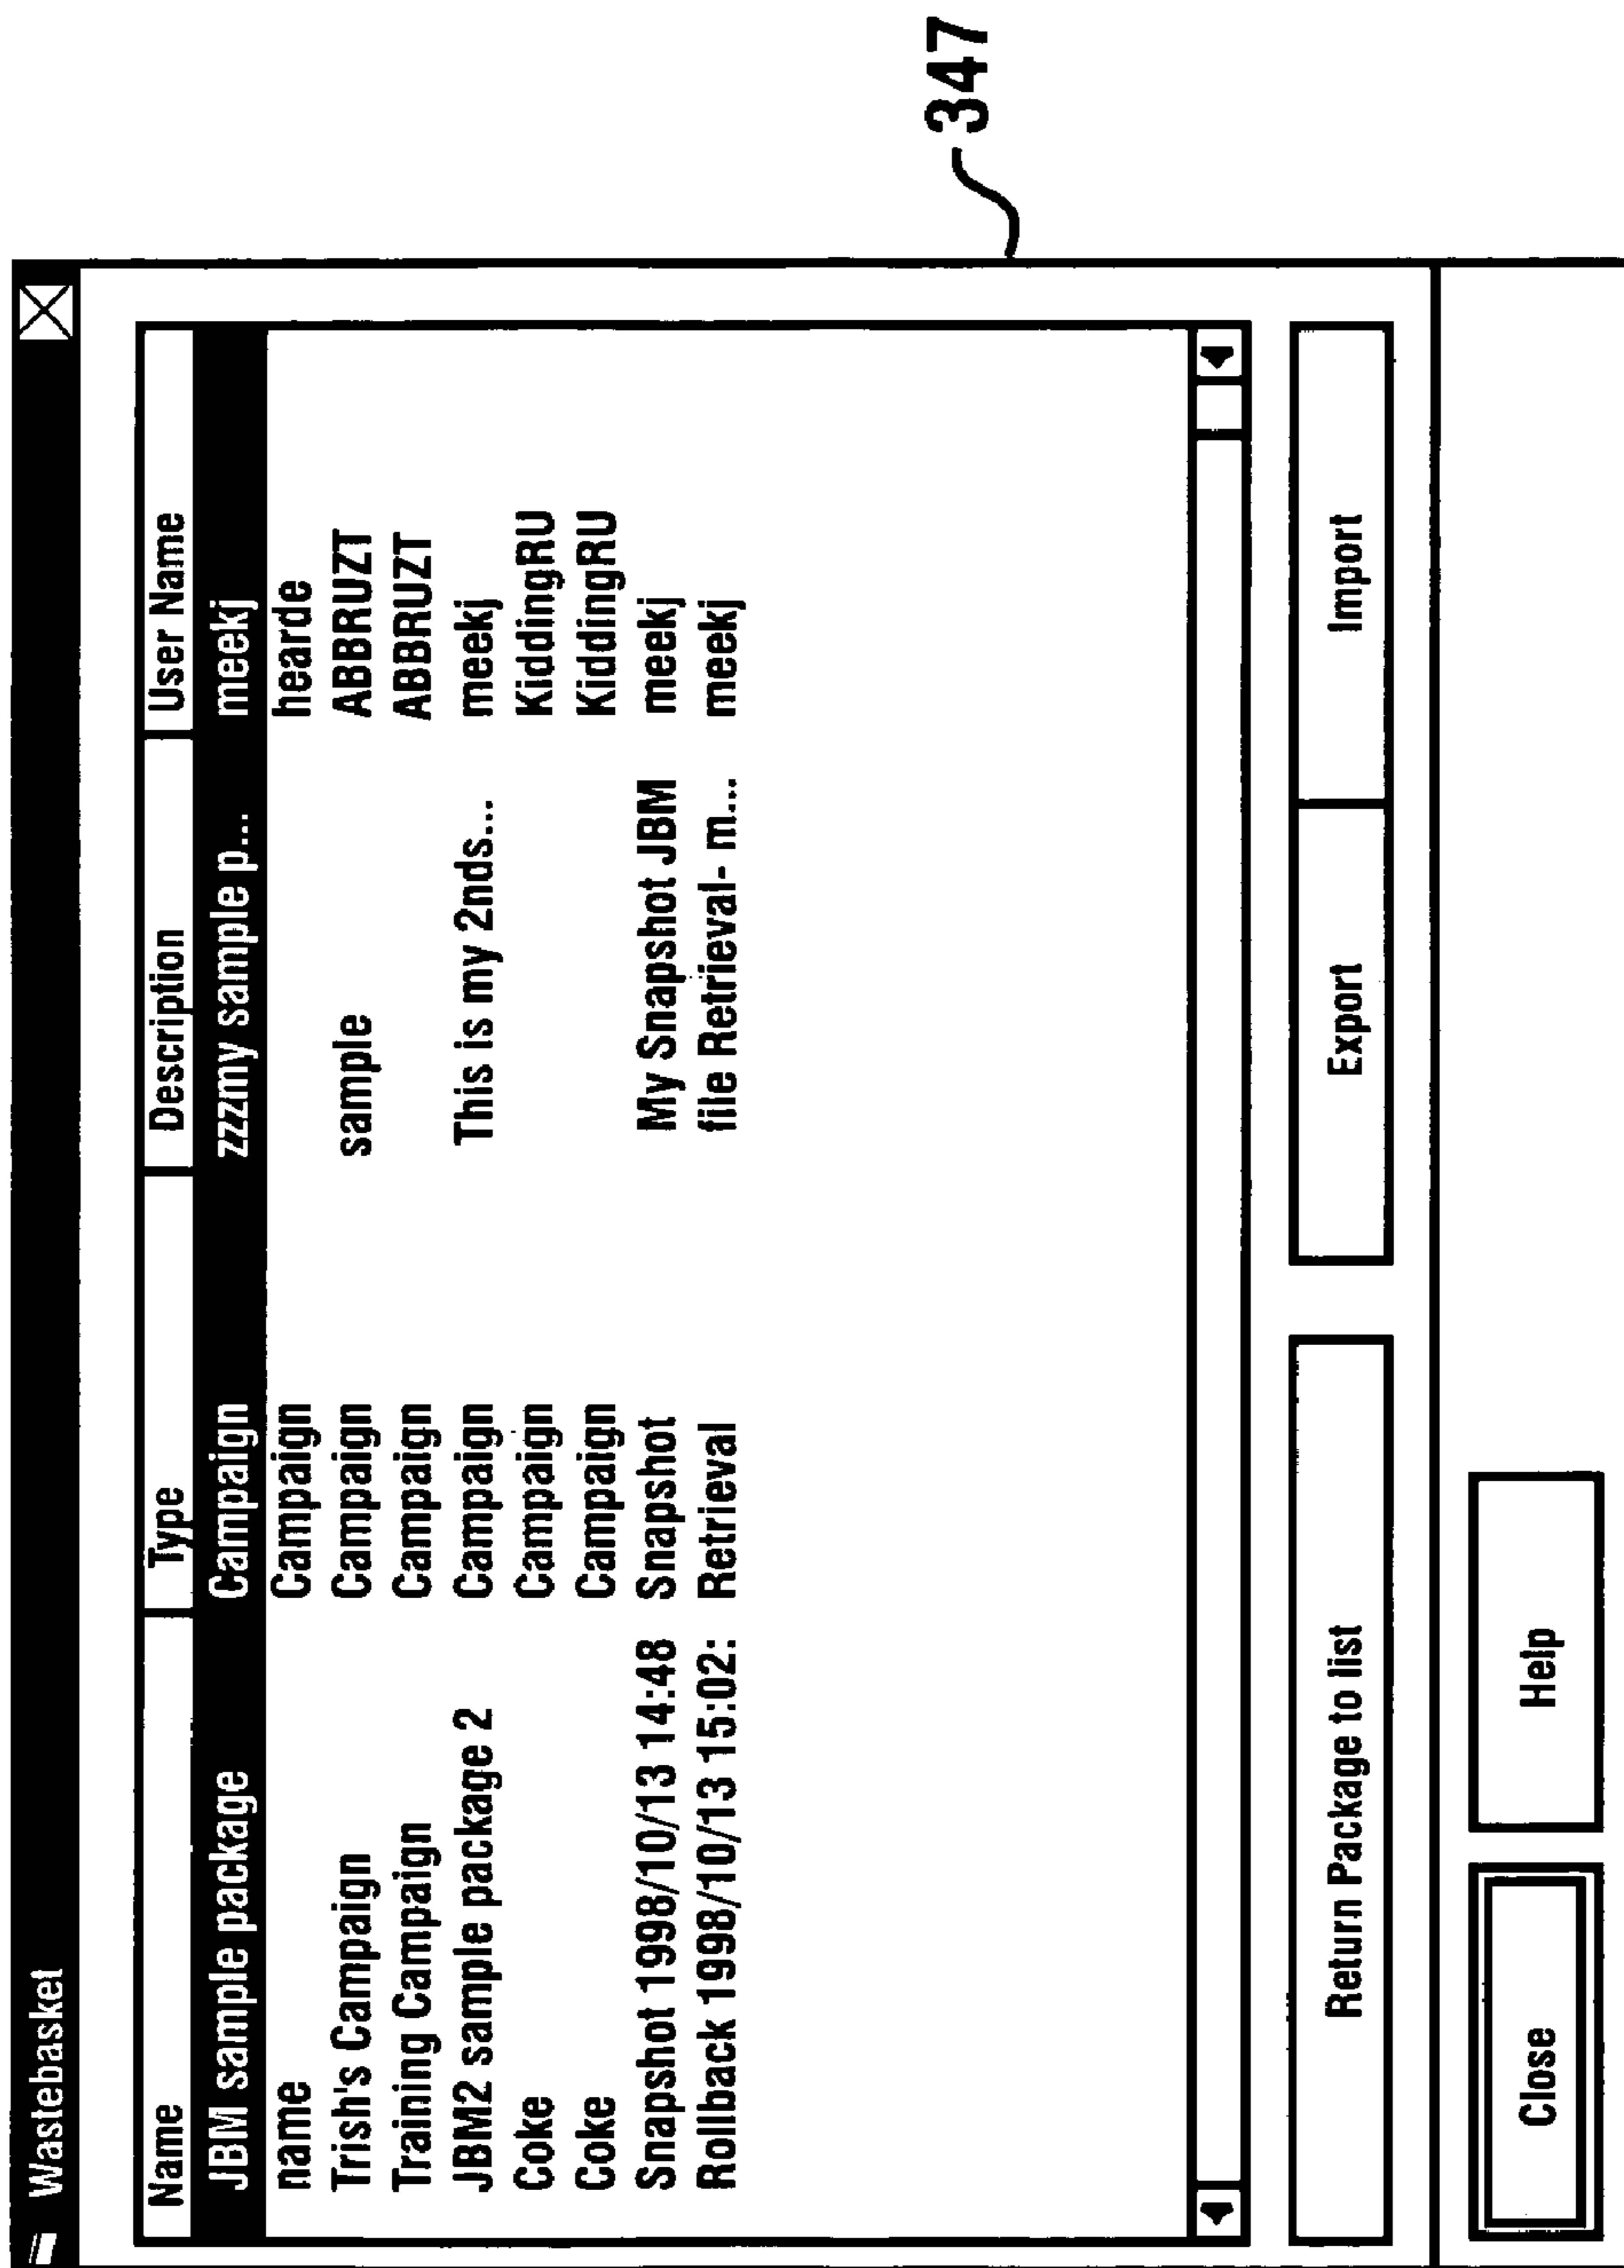 Wastebasket
Name Type Description User Name
JBM sample package Campaign zzzmy sample p... meekj
name Campaign hearde
Trish's Campaign Campaign sample ABBRUZT
Training Campaign Campaign ABBRUZT
JBM2 sample package 2 Campaign This is my 2nds... meekj
Coke Campaign KiddingRU
Coke Campaign KiddingRU
Snapshot 1998/10/13 14:48 Snapshot My Snapshot JBM meekj
Rollback 1998/10/13 15:02: Retrieval file Retrieval- m... meekj
Return Package to list Export Import
Close Help
347